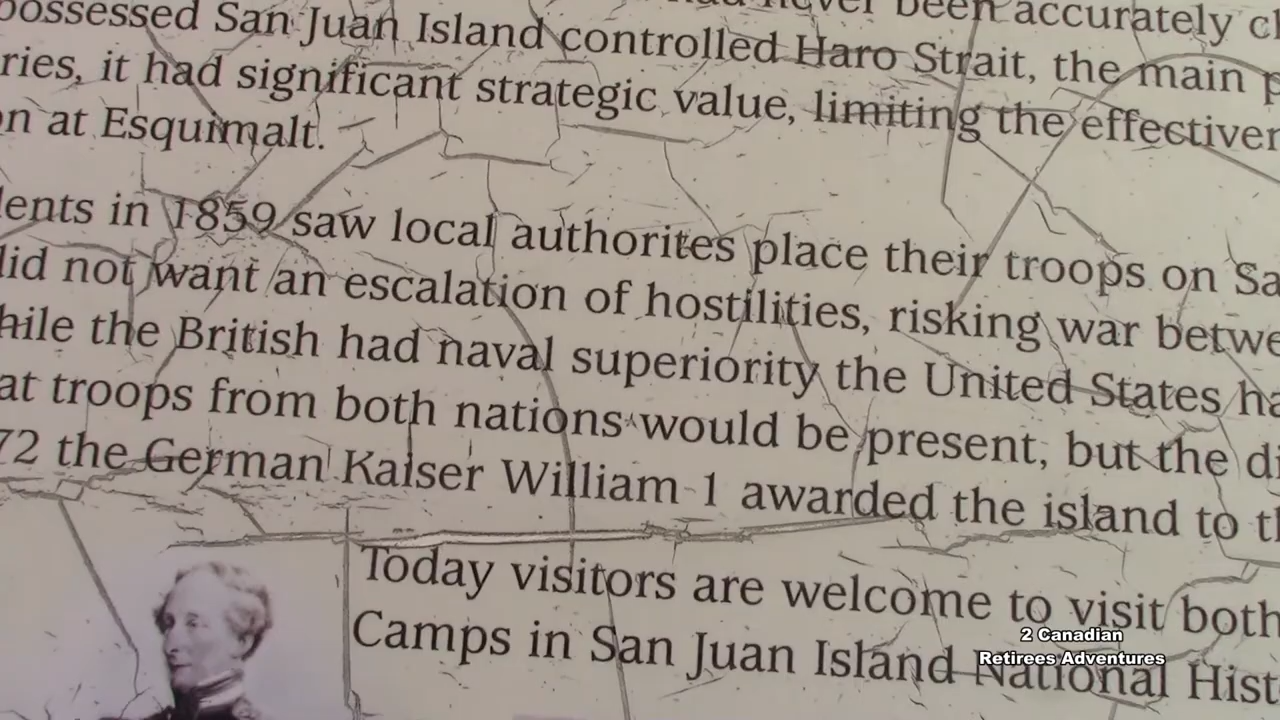 possessed San Juan Island controlled Haro Strait, the main
ries, it had significant strategic value, limiting the effectiven
on at Esquimalt.
dents in 1859 saw local authorites place their troops on Sa
did not want an escalation of hostilities, risking war betwe
hile the British had naval superiority the United States ha
at troops from both nations would be present, but the di
72 the German Kaiser William 1 awarded the island to th
Today visitors are welcome to visit both
Camps in San Juan Island National Hist
2 Canadian
Retirees Adventures